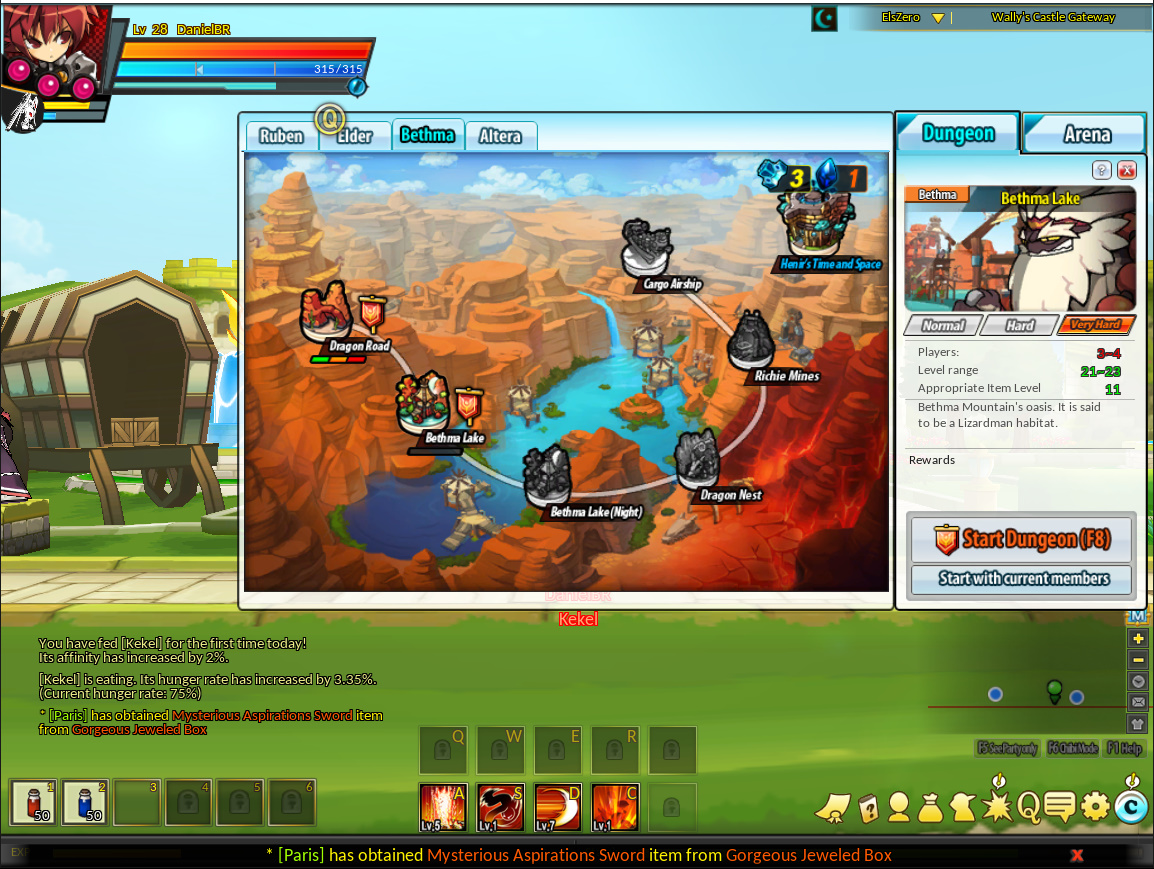 Lv 28 DanielBR
315/315
ElsZero
Wally's Castle Gateway
Q
Ruben
Elder
Bethma
Altera
Dungeon
Arena
?
X
3
1
Henir's Time and Space
Cargo Airship
Dragon Road
Richie Mines
Bethma Lake
Bethma Lake (Night)
Dragon Nest
Bethma
Bethma Lake
Normal
Hard
Very Hard
Players:
3~4
Level range
21~23
Appropriate Item Level
11
Bethma Mountain's oasis. It is said
to be a Lizardman habitat.
Rewards
Start Dungeon (F8)
Start with current members
DanielBR
Kekel
M
You have fed [Kekel] for the first time today!
Its affinity has increased by 2%.
[Kekel] is eating. Its hunger rate has increased by 3.35%.
(Current hunger rate: 75%)
* [Paris] has obtained Mysterious Aspirations Sword item
from Gorgeous Jeweled Box
F5 See Party only
F6 Chibi Mode
F1 Help
Q
W
E
R
1
50
2
50
3
4
5
6
A
Lv,5
S
Lv,1
D
Lv,7
C
Lv,1
EXP
* [Paris] has obtained Mysterious Aspirations Sword item from Gorgeous Jeweled Box
X